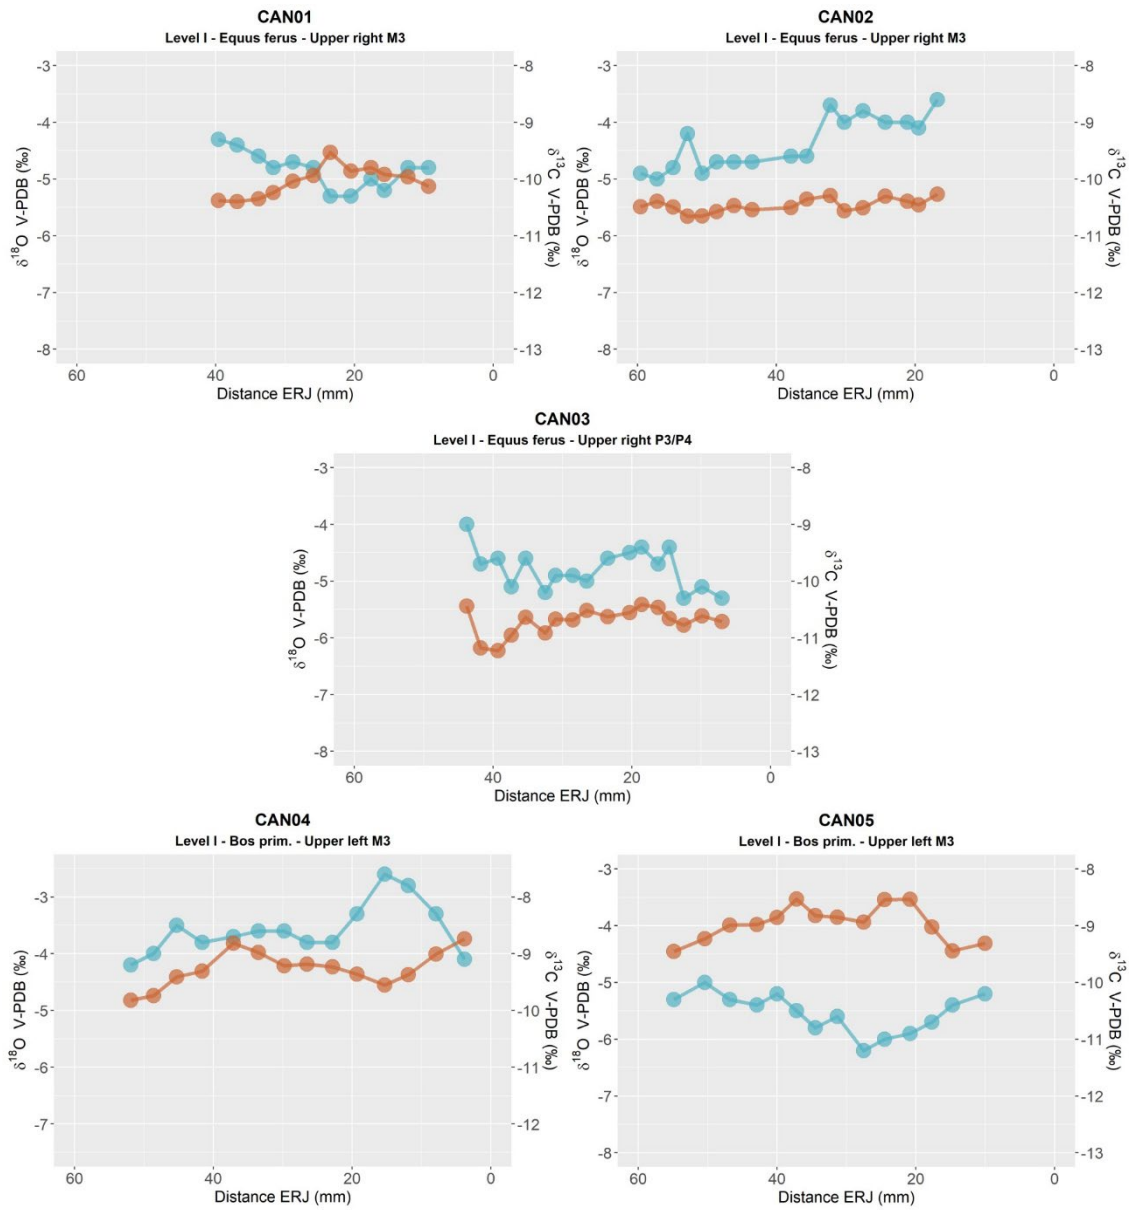 CAN01
Level I - Equus ferus - Upper right M3
-3
-4
-5
-6
-7
-8
δ18O V-PDB (‰)
-8
-9
-10
-11
-12
-13
δ13C V-PDB (‰)
60 40 20 0
Distance ERJ (mm)
CAN02
Level I - Equus ferus - Upper right M3
-3
-4
-5
-6
-7
-8
δ18O V-PDB (‰)
-8
-9
-10
-11
-12
-13
δ13C V-PDB (‰)
60 40 20 0
Distance ERJ (mm)
CAN03
Level I - Equus ferus - Upper right P3/P4
-3
-4
-5
-6
-7
-8
δ18O V-PDB (‰)
-8
-9
-10
-11
-12
-13
δ13C V-PDB (‰)
60 40 20 0
Distance ERJ (mm)
CAN04
Level I - Bos prim. - Upper left M3
-3
-4
-5
-6
-7
δ18O V-PDB (‰)
-8
-9
-10
-11
-12
δ13C V-PDB (‰)
60 40 20 0
Distance ERJ (mm)
CAN05
Level I - Bos prim. - Upper left M3
-3
-4
-5
-6
-7
-8
δ18O V-PDB (‰)
-8
-9
-10
-11
-12
-13
δ13C V-PDB (‰)
60 40 20 0
Distance ERJ (mm)